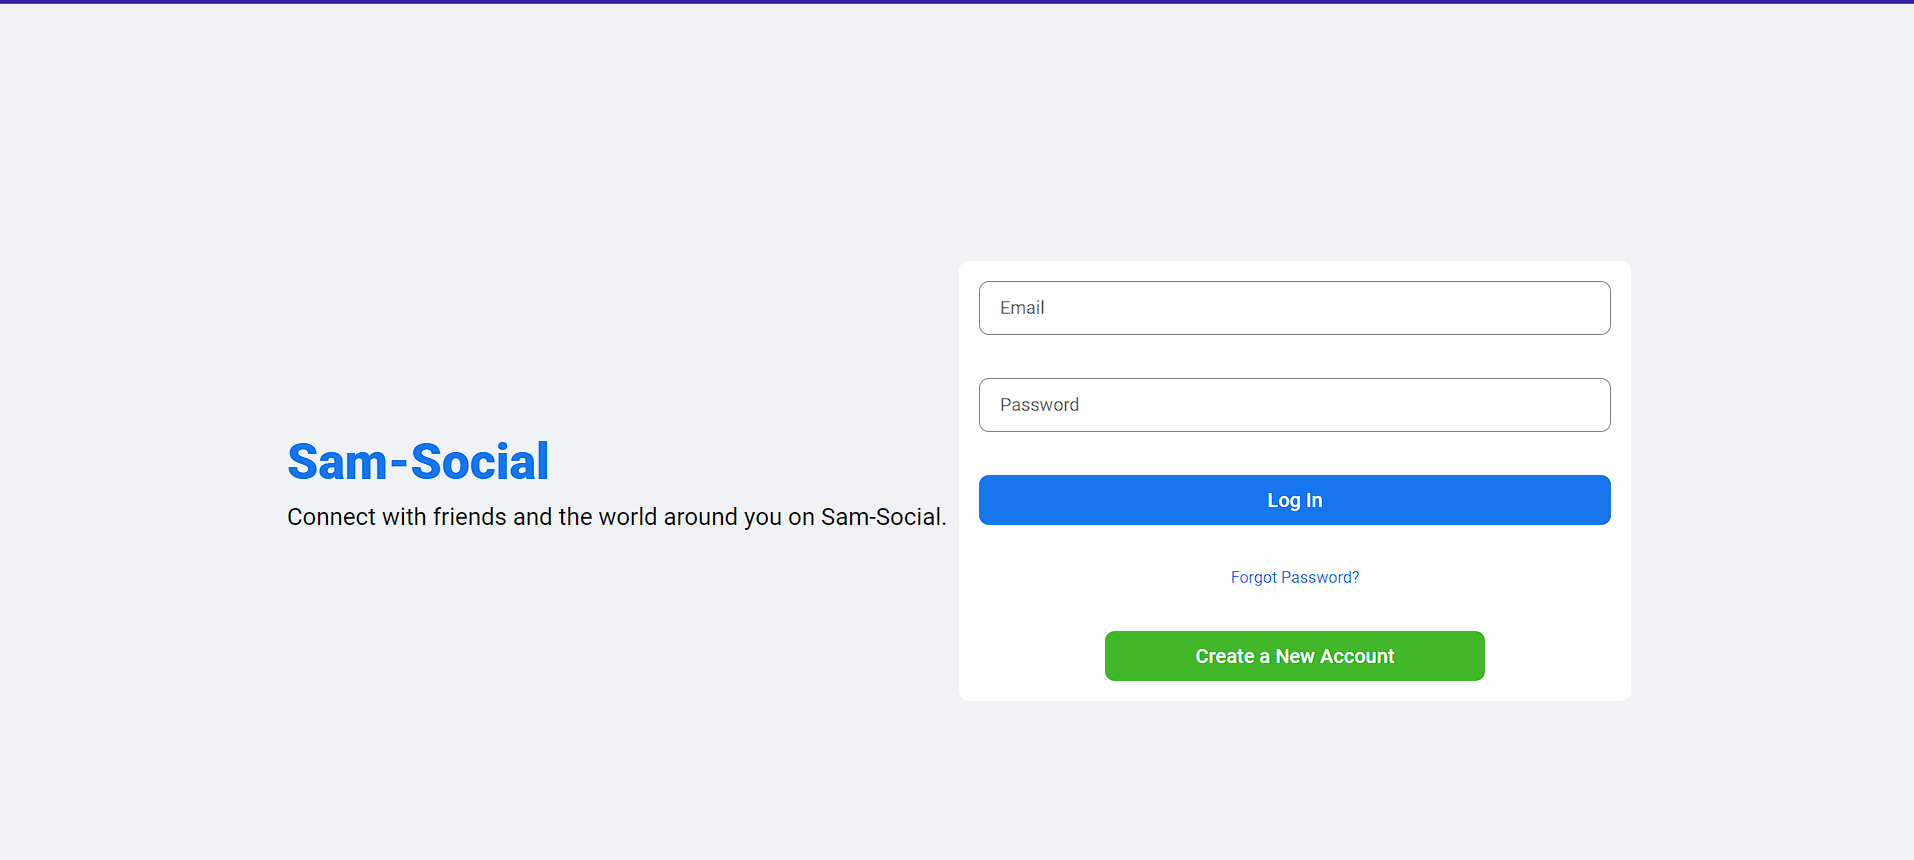 Sam-Social
Connect with friends and the world around you on Sam-Social.
Email
Password
Log In
Forgot Password?
Create a New Account